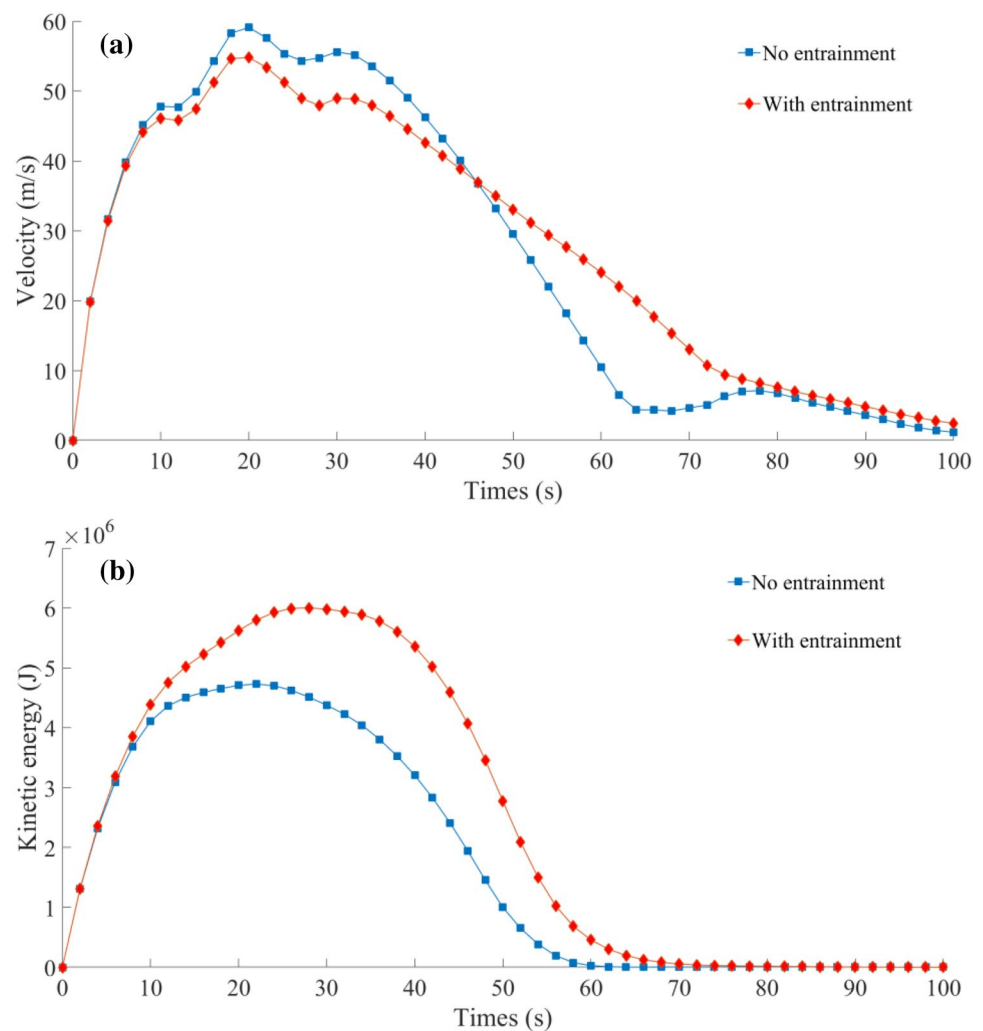 (a)
No entrainment
With entrainment
Velocity (m/s)
60
50
40
30
20
10
0
0 10 20 30 40 50 60 70 80 90 100
Times (s)
×10⁶
(b)
No entrainment
With entrainment
Kinetic energy (J)
7
6
5
4
3
2
1
0
0 10 20 30 40 50 60 70 80 90 100
Times (s)